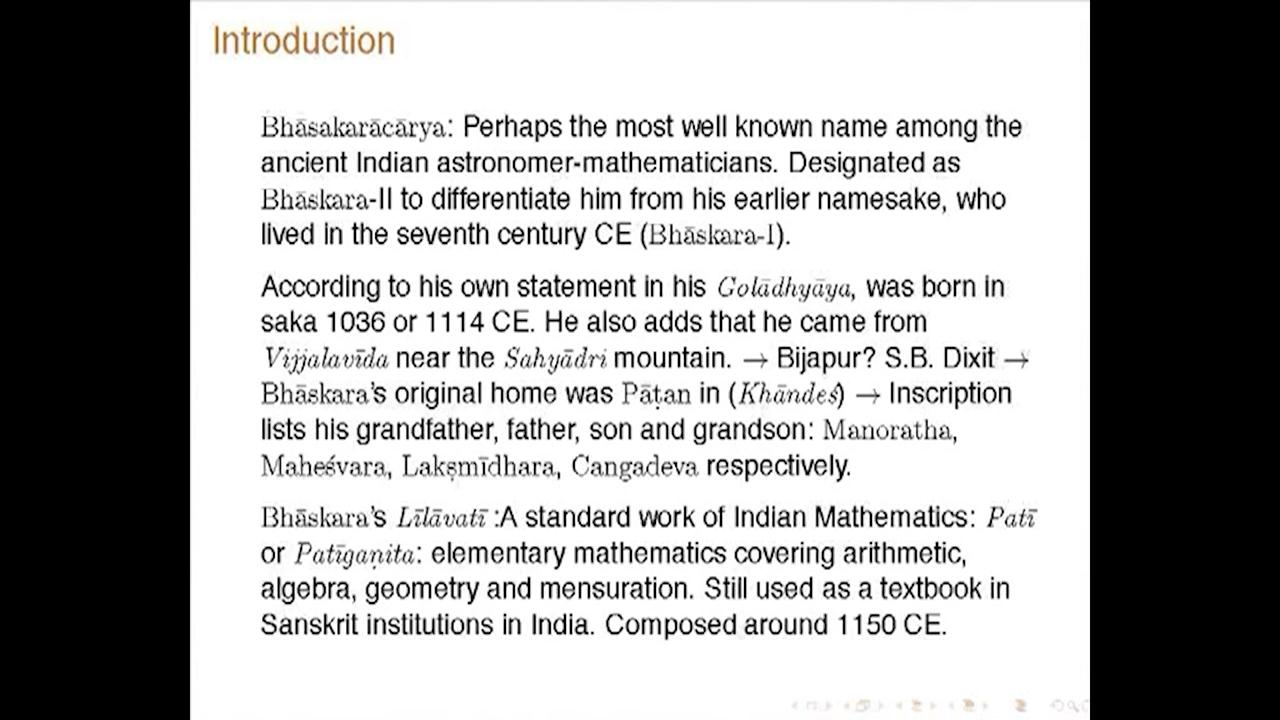 Introduction
Bhāsakarācārya: Perhaps the most well known name among the
ancient Indian astronomer-mathematicians. Designated as
Bhāskara-II to differentiate him from his earlier namesake, who
lived in the seventh century CE (Bhāskara-I).
According to his own statement in his Golādhyāya, was born in
saka 1036 or 1114 CE. He also adds that he came from
Vijjalavīda near the Sahyādri mountain. → Bijapur? S.B. Dixit →
Bhāskara's original home was Pāṭan in (Khāndeś) → Inscription
lists his grandfather, father, son and grandson: Manoratha,
Maheśvara, Lakṣmīdhara, Cangadeva respectively.
Bhāskara's Līlāvatī :A standard work of Indian Mathematics: Patī
or Patīgaṇita: elementary mathematics covering arithmetic,
algebra, geometry and mensuration. Still used as a textbook in
Sanskrit institutions in India. Composed around 1150 CE.